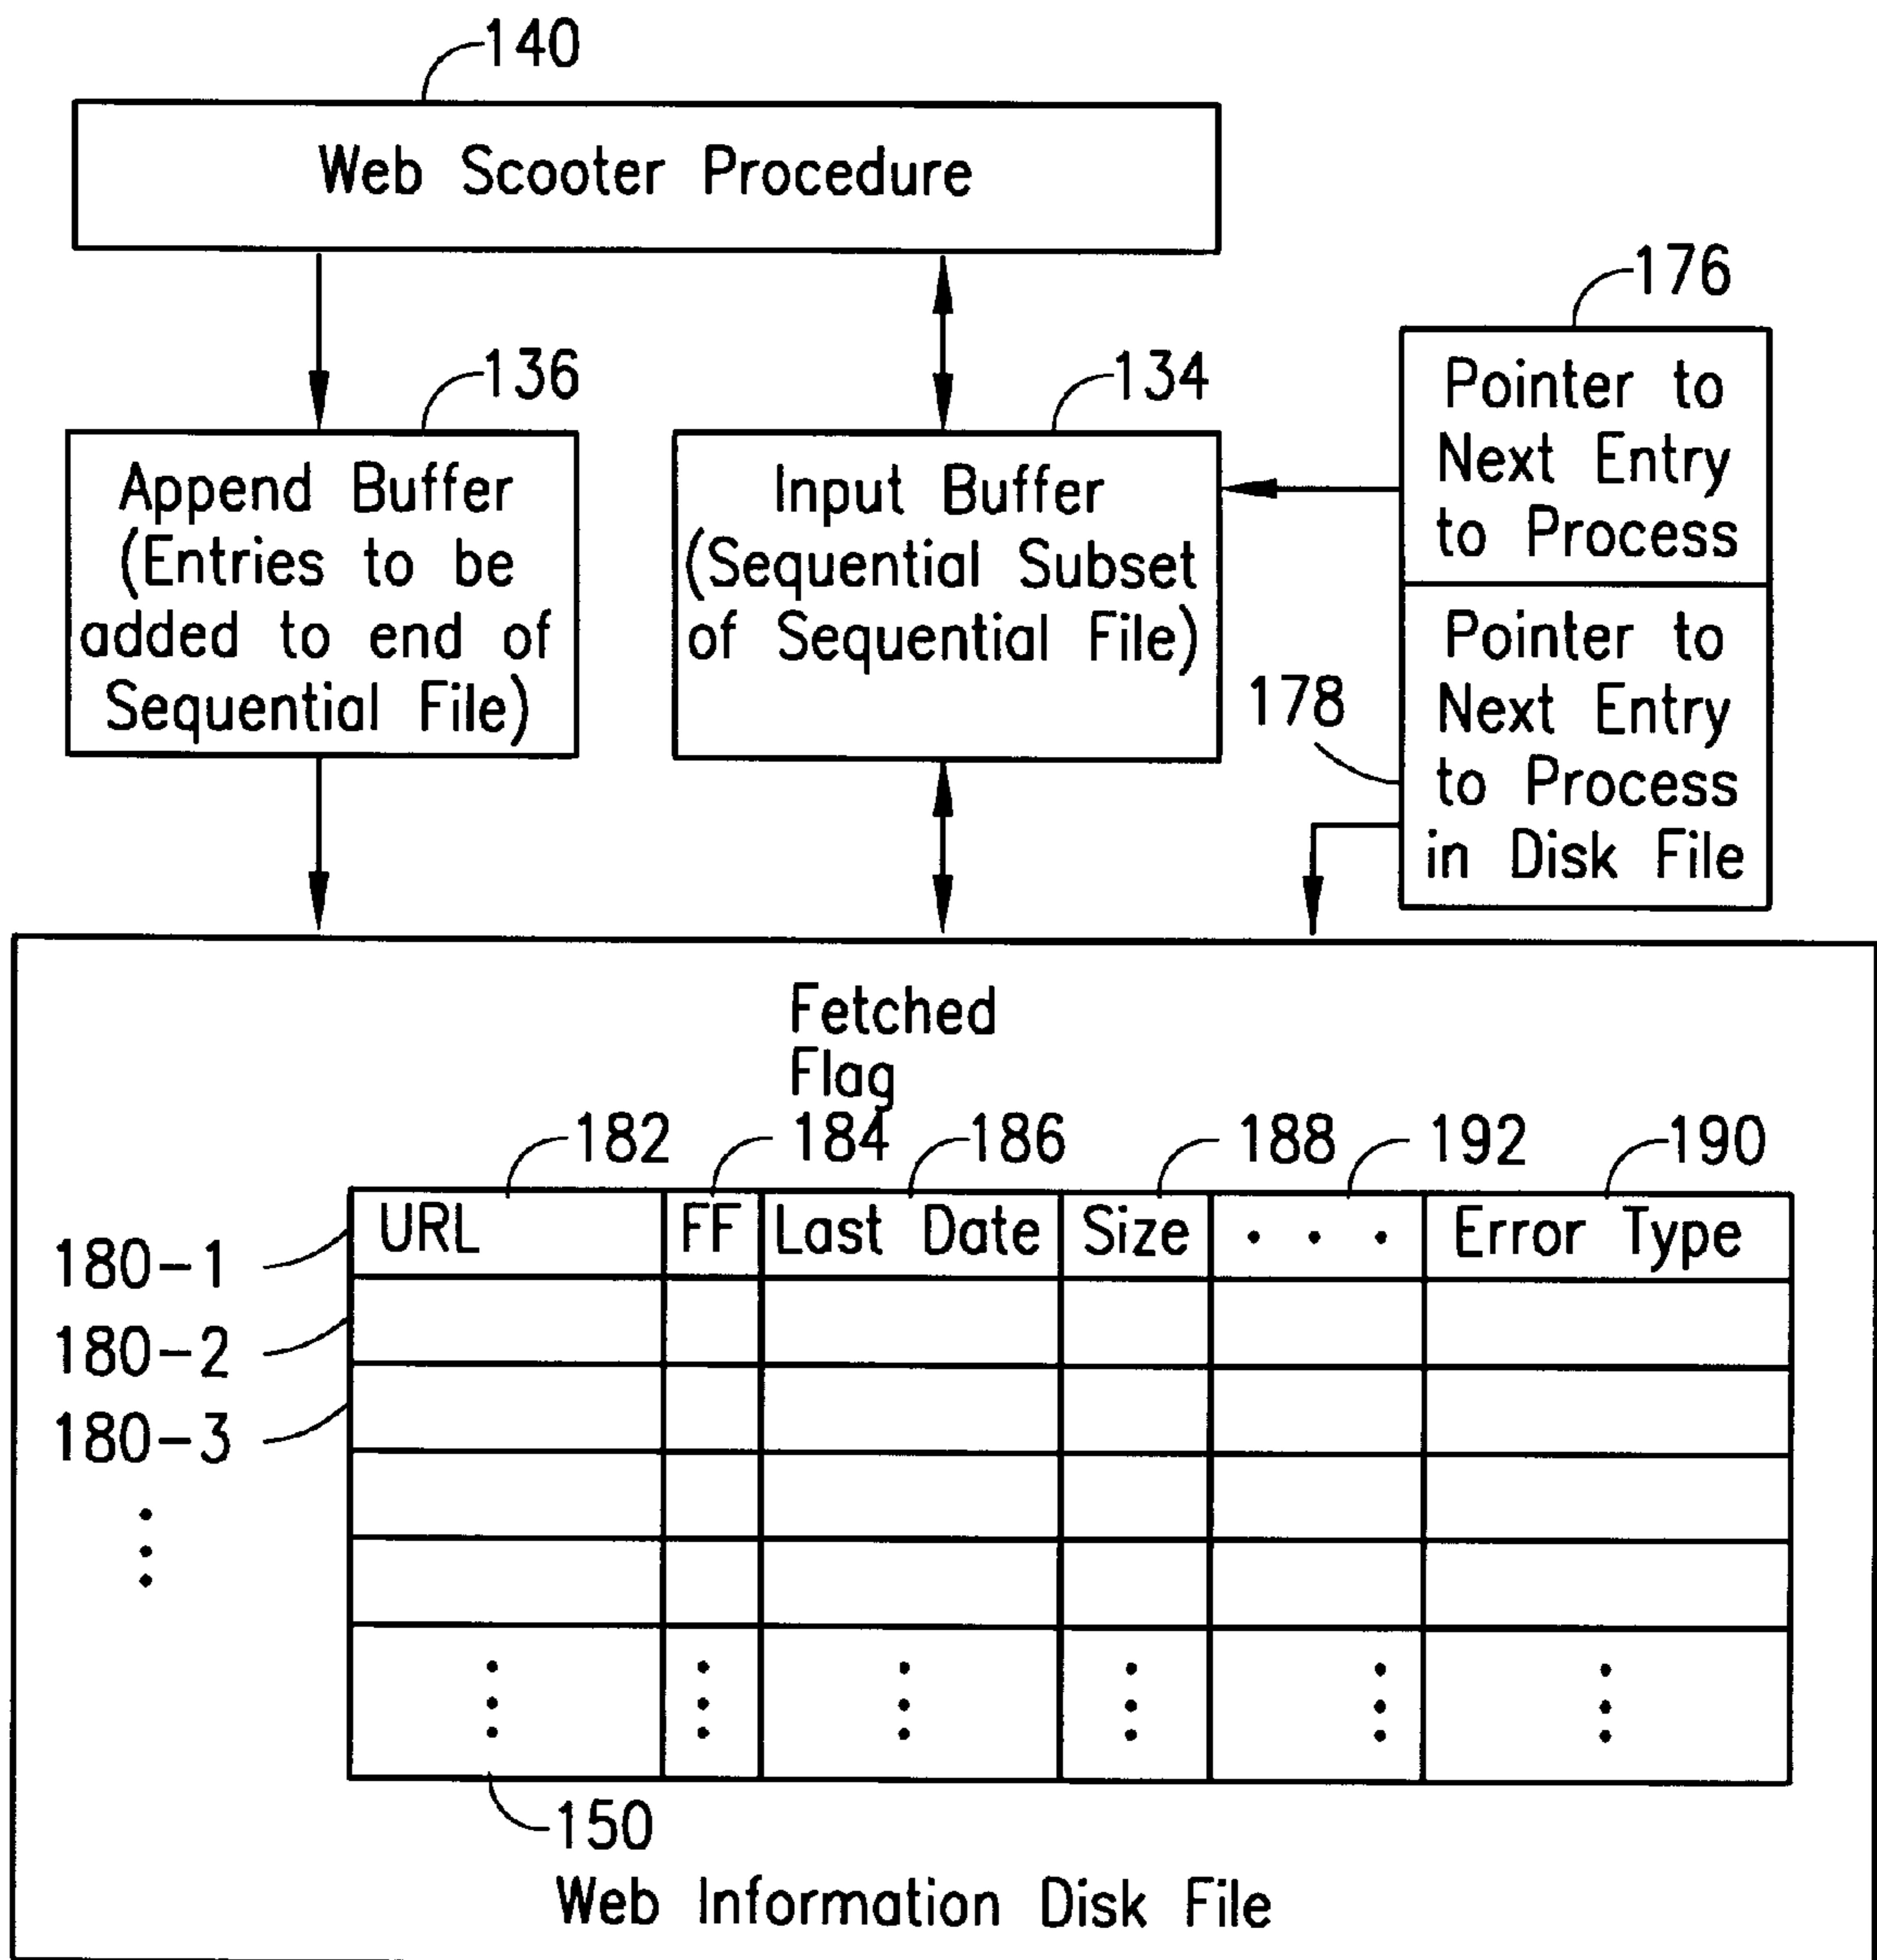 140
Web Scooter Procedure
176
136
134
Append Buffer
(Entries to be
added to end of
Sequential File)
Input Buffer
(Sequential Subset
of Sequential File)
Pointer to
Next Entry
to Process
178
Pointer to
Next Entry
to Process
in Disk File
Fetched
Flag
182
184
186
188
192
190
URL
FF
Last Date
Size
. . .
Error Type
180-1
180-2
180-3
150
Web Information Disk File